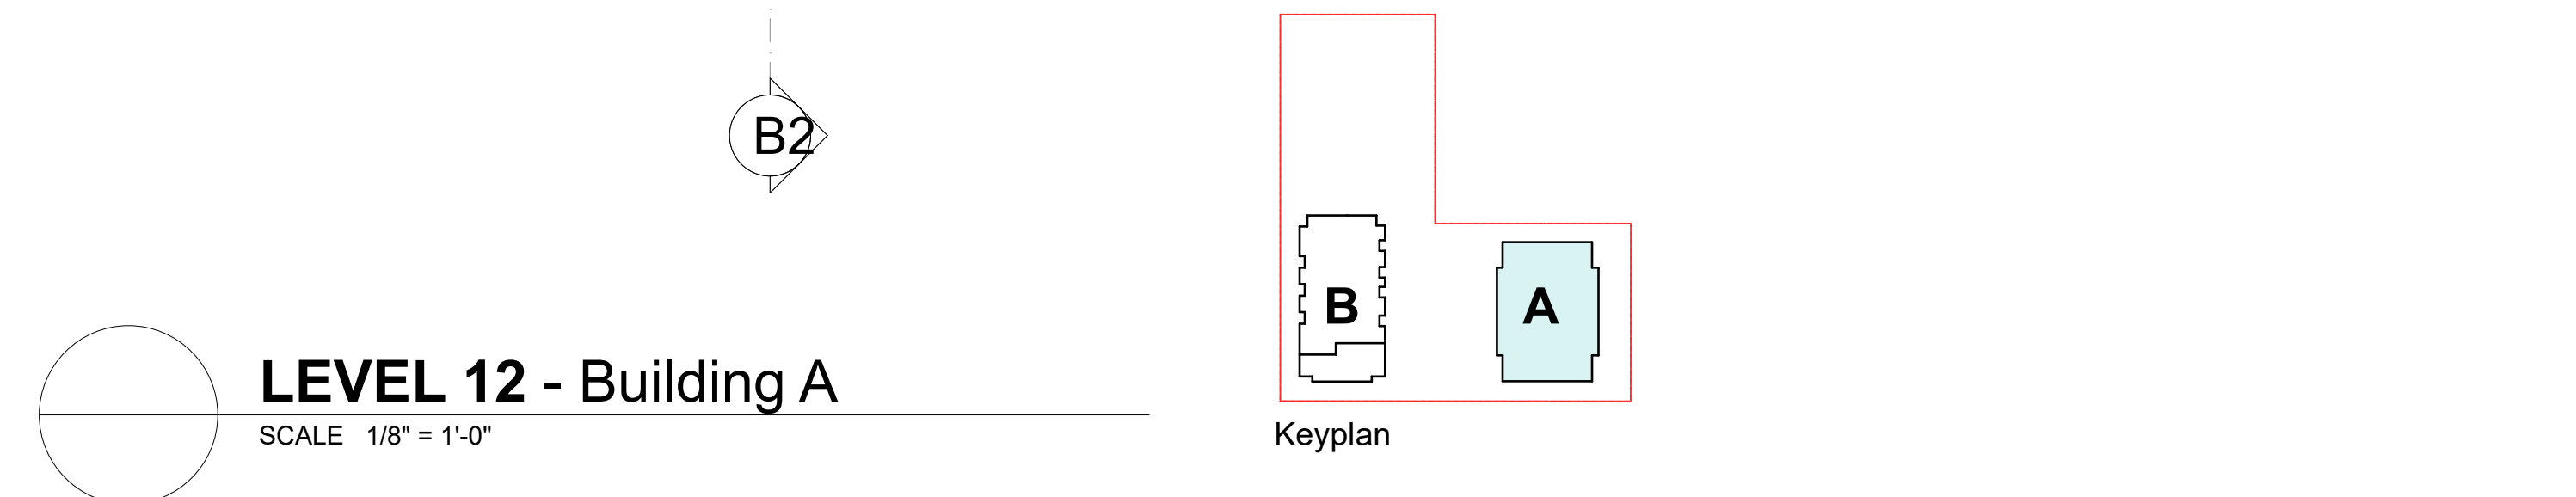 B2
B
A
LEVEL 12 - Building A
SCALE 1/8" = 1'-0"
Keyplan